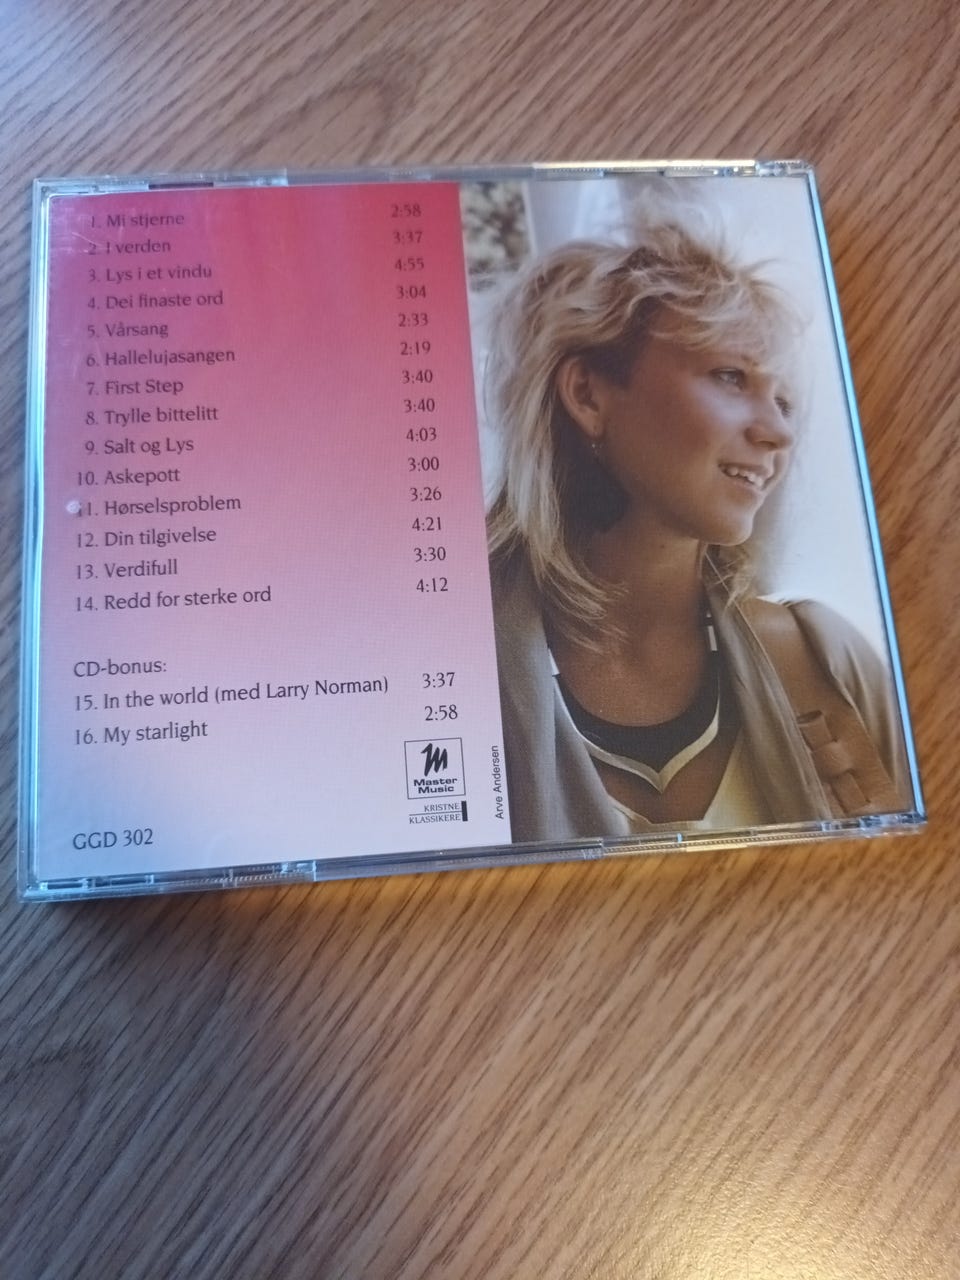 1. Mi stjerne 2:58
2. I verden 3:37
3. Lys i et vindu 4:55
4. Dei finaste ord 3:04
5. Vårsang 2:33
6. Hallelujasangen 2:19
7. First Step 3:40
8. Trylle bittelitt 3:40
9. Salt og Lys 4:03
10. Askepott 3:00
11. Hørselsproblem 3:26
12. Din tilgivelse 4:21
13. Verdifull 3:30
14. Redd for sterke ord 4:12
CD-bonus:
15. In the world (med Larry Norman) 3:37
16. My starlight 2:58
Master
Music
KRISTNE
KLASSIKERE
GGD 302
Arve Andersen